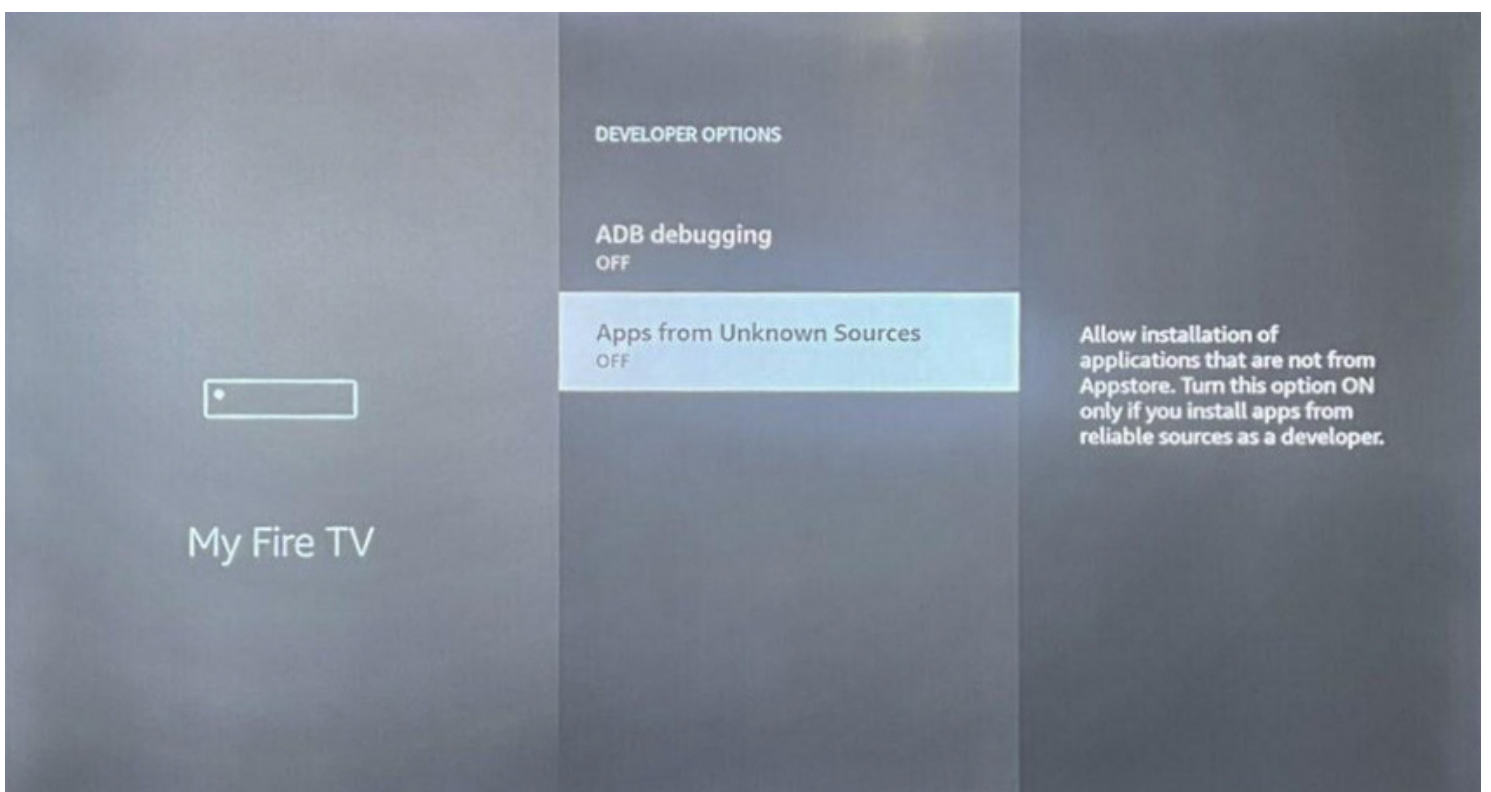 DEVELOPER OPTIONS
ADB debugging
OFF
Apps from Unknown Sources
OFF
Allow installation of
applications that are not from
Appstore. Turn this option ON
only if you install apps from
reliable sources as a developer.
My Fire TV